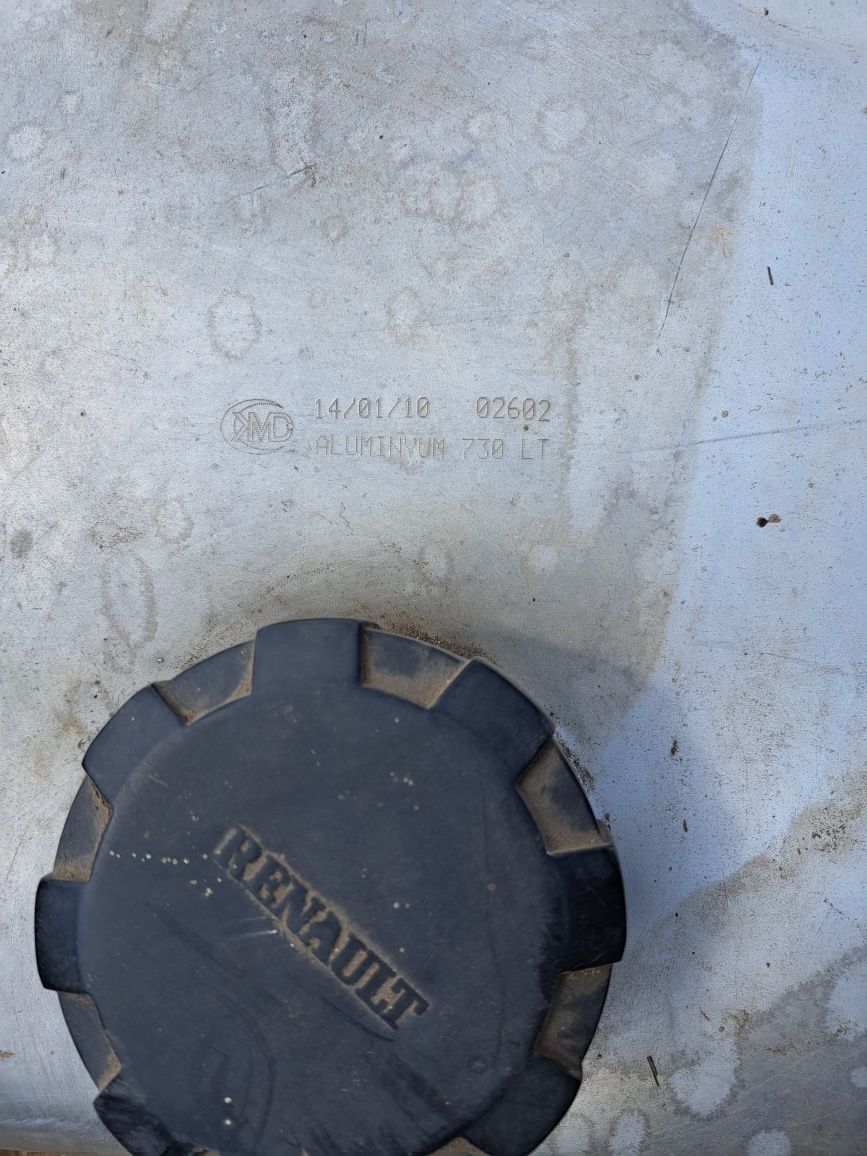 KMD 14/01/10 02602
ALUMINYUM 730 LT
RENAULT